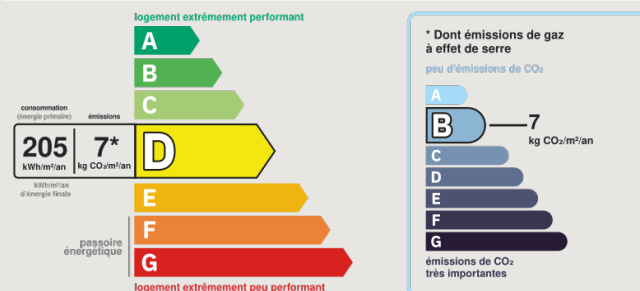 logement extrêmement performant
A
B
C
consommation
(énergie primaire)
émissions
205
kWh/m²/an
7*
kg CO₂/m²/an
D
kWh/m²/an
d'énergie finale
E
F
G
passoire
énergétique
logement extrêmement peu performant
* Dont émissions de gaz
à effet de serre
peu d'émissions de CO₂
A
B
7
kg CO₂/m²/an
C
D
E
F
G
émissions de CO₂
très importantes